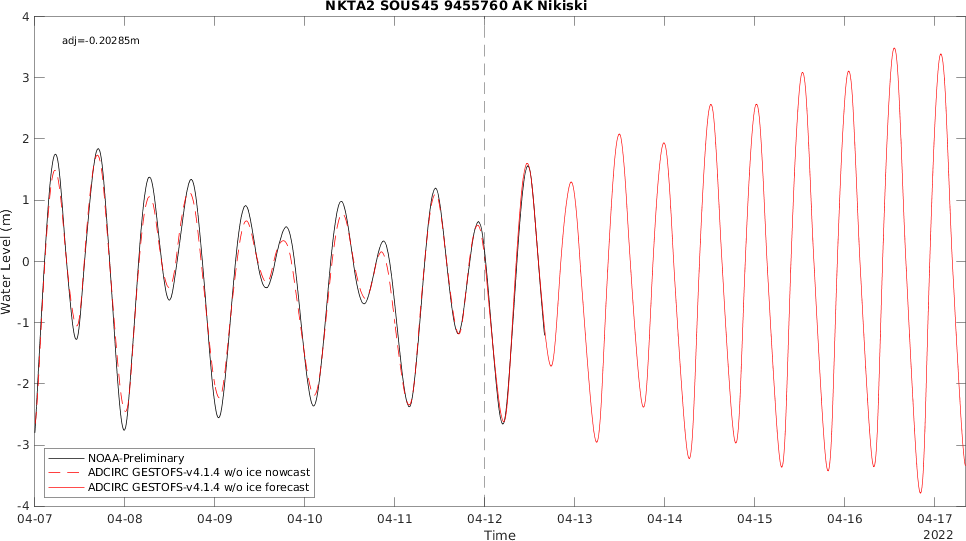 NKTA2 SOUS45 9455760 AK Nikiski
adj=-0.20285m
4
3
2
1
0
-1
-2
-3
-4
Water Level (m)
NOAA-Preliminary
ADCIRC GESTOFS-v4.1.4 w/o ice nowcast
ADCIRC GESTOFS-v4.1.4 w/o ice forecast
04-07 04-08 04-09 04-10 04-11 04-12 04-13 04-14 04-15 04-16 04-17
Time
2022